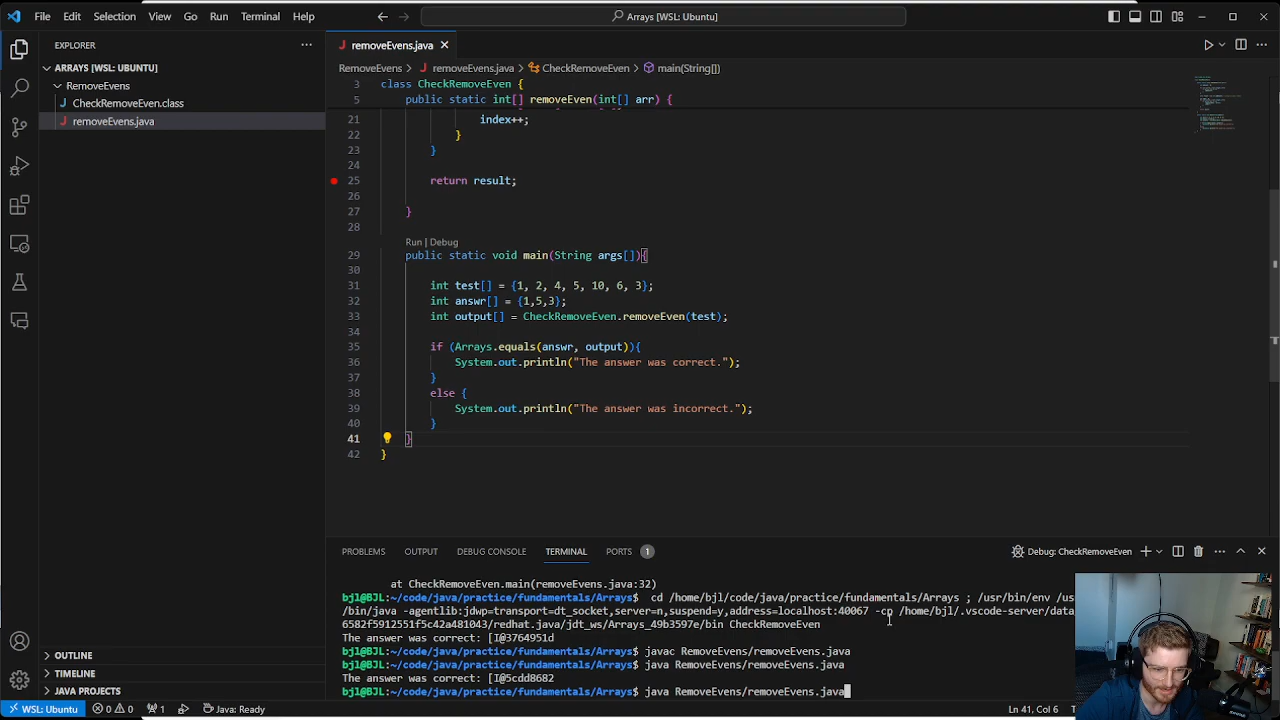 File Edit Selection View Go Run Terminal Help
Arrays [WSL: Ubuntu]
EXPLORER
ARRAYS [WSL: UBUNTU]
RemoveEvens
CheckRemoveEven.class
removeEvens.java
OUTLINE
TIMELINE
JAVA PROJECTS
removeEvens.java
RemoveEvens > removeEvens.java > CheckRemoveEven > main(String[])
3 class CheckRemoveEven {
5 public static int[] removeEven(int[] arr) {
21 index++;
22 }
23 }
24
25 return result;
26
27 }
28
Run | Debug
29 public static void main(String args[]){
30
31 int test[] = {1, 2, 4, 5, 10, 6, 3};
32 int answr[] = {1,5,3};
33 int output[] = CheckRemoveEven.removeEven(test);
34
35 if (Arrays.equals(answr, output)){
36 System.out.println("The answer was correct.");
37 }
38 else {
39 System.out.println("The answer was incorrect.");
40 }
41 }
42 }
PROBLEMS OUTPUT DEBUG CONSOLE TERMINAL PORTS 1
Debug: CheckRemoveEven
at CheckRemoveEven.main(removeEvens.java:32)
bjl@BJL:~/code/java/practice/fundamentals/Arrays$ cd /home/bjl/code/java/practice/fundamentals/Arrays ; /usr/bin/env /us
/bin/java -agentlib:jdwp=transport=dt_socket,server=n,suspend=y,address=localhost:40067 -cp /home/bjl/.vscode-server/data
6582f5912551f5c42a481043/redhat.java/jdt_ws/Arrays_49b3597e/bin CheckRemoveEven
The answer was correct: [I@3764951d
bjl@BJL:~/code/java/practice/fundamentals/Arrays$ javac RemoveEvens/removeEvens.java
bjl@BJL:~/code/java/practice/fundamentals/Arrays$ java RemoveEvens/removeEvens.java
The answer was correct: [I@5cdd8682
bjl@BJL:~/code/java/practice/fundamentals/Arrays$ java RemoveEvens/removeEvens.java
WSL: Ubuntu 0 0 1 Java: Ready Ln 41, Col 6